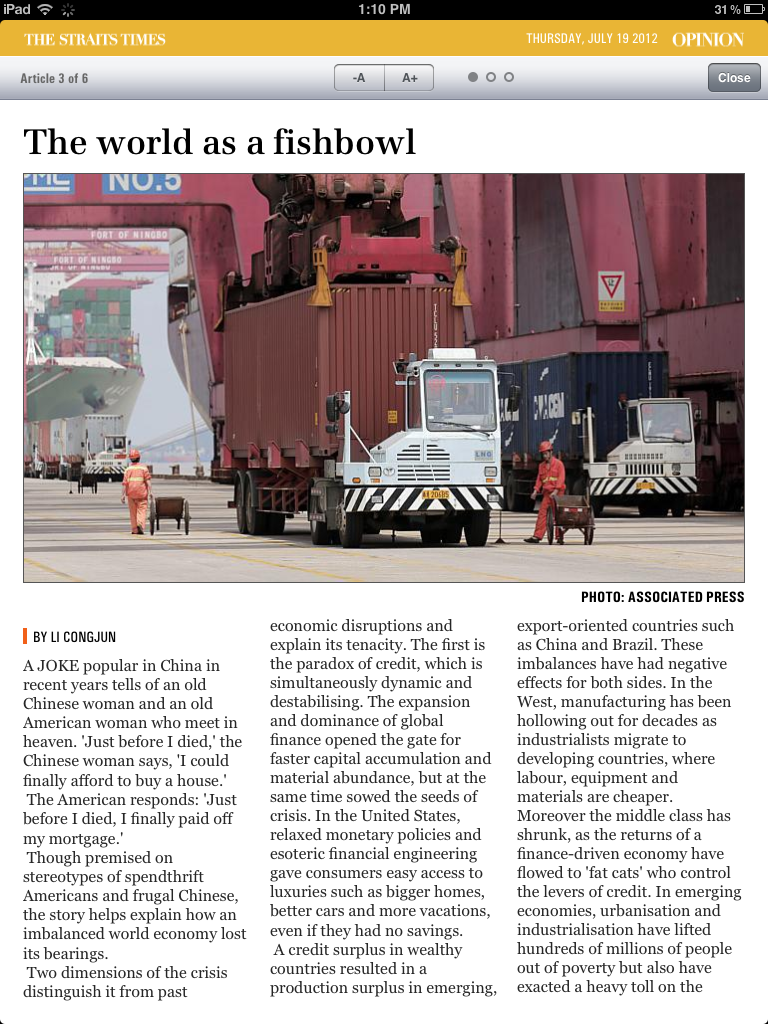 iPad
1:10 PM
31 %
THE STRAITS TIMES
THURSDAY, JULY 19 2012
OPINION
Article 3 of 6
-A
A+
Close
The world as a fishbowl
NO.5
PORT OF NINGBO
PORT OF NINGBO
PORT OF NINGBO
LNG
PHOTO: ASSOCIATED PRESS
BY LI CONGJUN
A JOKE popular in China in
recent years tells of an old
Chinese woman and an old
American woman who meet in
heaven. 'Just before I died,' the
Chinese woman says, 'I could
finally afford to buy a house.'
The American responds: 'Just
before I died, I finally paid off
my mortgage.'
Though premised on
stereotypes of spendthrift
Americans and frugal Chinese,
the story helps explain how an
imbalanced world economy lost
its bearings.
Two dimensions of the crisis
distinguish it from past
economic disruptions and
explain its tenacity. The first is
the paradox of credit, which is
simultaneously dynamic and
destabilising. The expansion
and dominance of global
finance opened the gate for
faster capital accumulation and
material abundance, but at the
same time sowed the seeds of
crisis. In the United States,
relaxed monetary policies and
esoteric financial engineering
gave consumers easy access to
luxuries such as bigger homes,
better cars and more vacations,
even if they had no savings.
A credit surplus in wealthy
countries resulted in a
production surplus in emerging,
export-oriented countries such
as China and Brazil. These
imbalances have had negative
effects for both sides. In the
West, manufacturing has been
hollowing out for decades as
industrialists migrate to
developing countries, where
labour, equipment and
materials are cheaper.
Moreover the middle class has
shrunk, as the returns of a
finance-driven economy have
flowed to 'fat cats' who control
the levers of credit. In emerging
economies, urbanisation and
industrialisation have lifted
hundreds of millions of people
out of poverty but also have
exacted a heavy toll on the